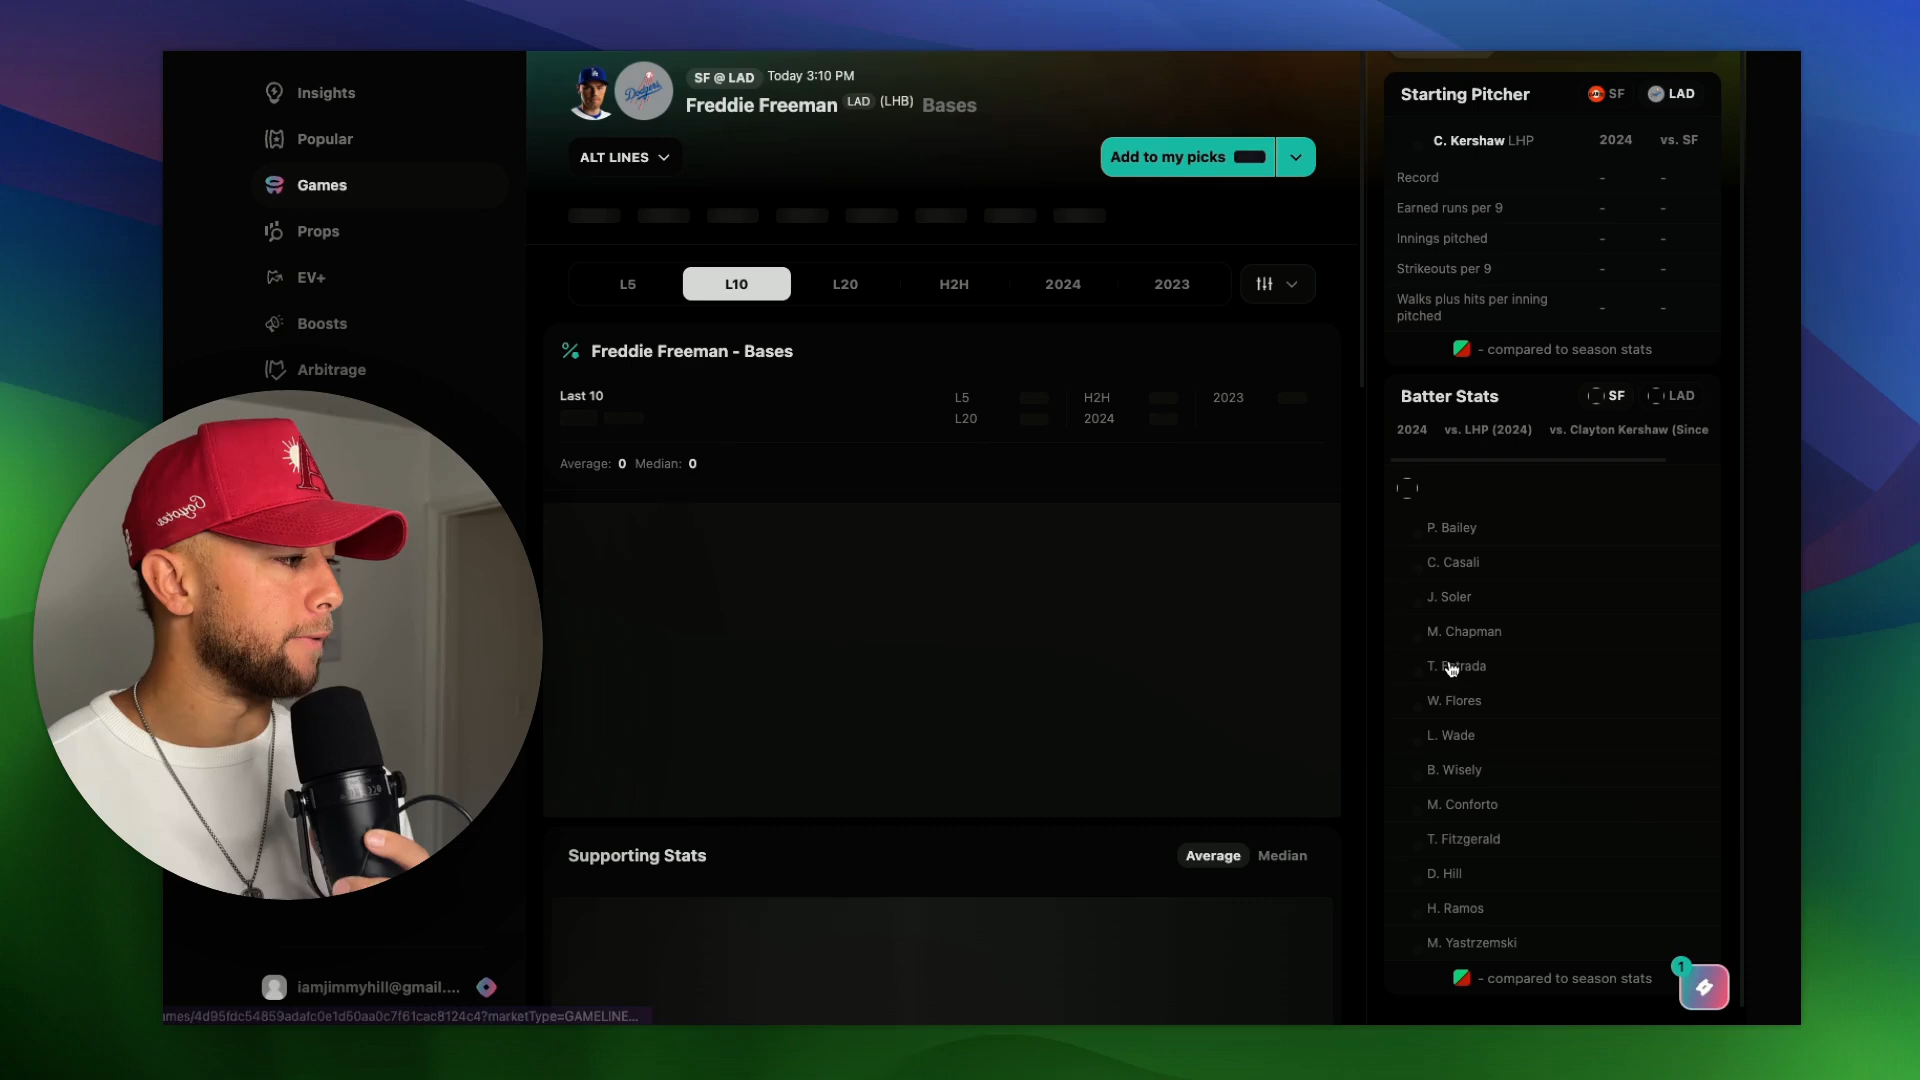 Insights
Popular
Games
Props
EV+
Boosts
Arbitrage
iamjimmyhill@gmail....
SF @ LAD Today 3:10 PM
Freddie Freeman LAD (LHB) Bases
Dodgers
ALT LINES
Add to my picks
L5 L10 L20 H2H 2024 2023
Freddie Freeman - Bases
Last 10
L5 H2H 2023
L20 2024
Average: 0 Median: 0
Supporting Stats Average Median
Starting Pitcher SF LAD
C. Kershaw LHP 2024 vs. SF
Record - -
Earned runs per 9 - -
Innings pitched - -
Strikeouts per 9 - -
Walks plus hits per inning
pitched - -
- compared to season stats
Batter Stats SF LAD
2024 vs. LHP (2024) vs. Clayton Kershaw (Since
P. Bailey
C. Casali
J. Soler
M. Chapman
T. Estrada
W. Flores
L. Wade
B. Wisely
M. Conforto
T. Fitzgerald
D. Hill
H. Ramos
M. Yastrzemski
- compared to season stats
1
Coyotes
A